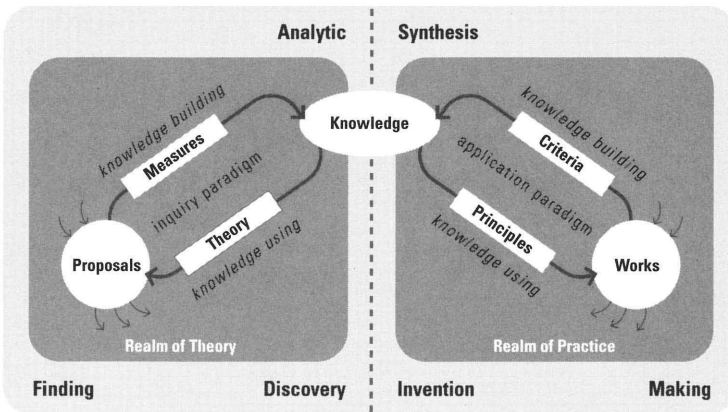 Analytic
Synthesis
knowledge building
Measures
inquiry paradigm
Theory
knowledge using
Proposals
Realm of Theory
Knowledge
knowledge building
Criteria
application paradigm
Principles
knowledge using
Works
Realm of Practice
Finding
Discovery
Invention
Making